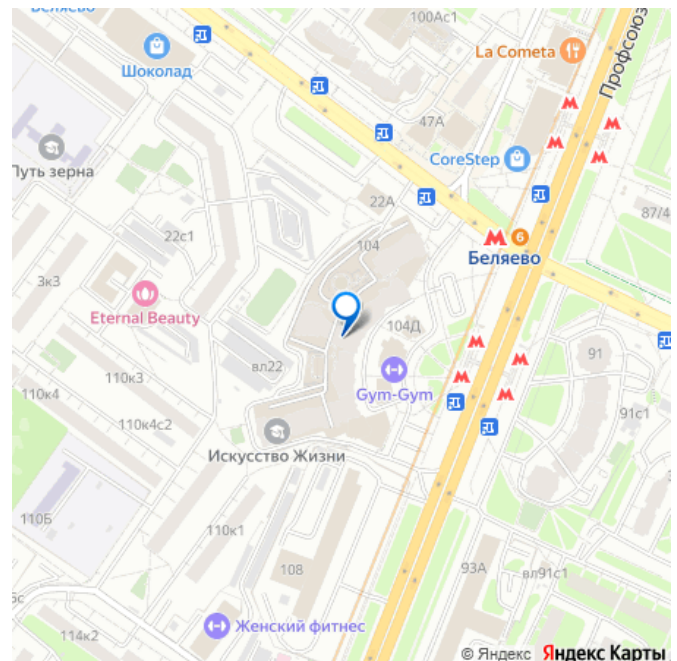 Беляево
100Ас1
La Cometa
Профсоюз
Шоколад
47А
CoreStep
Путь зерна
22А
87/4
22с1
104
6
Беляево
3к3
Eternal Beauty
104Д
91
вл22
110к3
Gym-Gym
110к4
91с1
110к4с2
Искусство Жизни
110Б
110к1
108
93А
вл91с1
Женский фитнес
114к2
© Яндекс Яндекс Карты